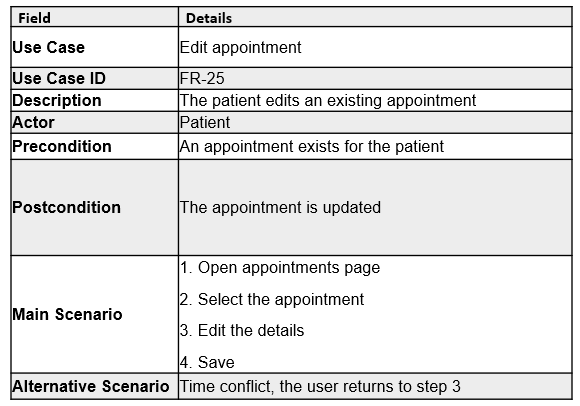 Field Details
Use Case Edit appointment
Use Case ID FR-25
Description The patient edits an existing appointment
Actor Patient
Precondition An appointment exists for the patient
Postcondition The appointment is updated
Main Scenario
1. Open appointments page
2. Select the appointment
3. Edit the details
4. Save
Alternative Scenario Time conflict, the user returns to step 3